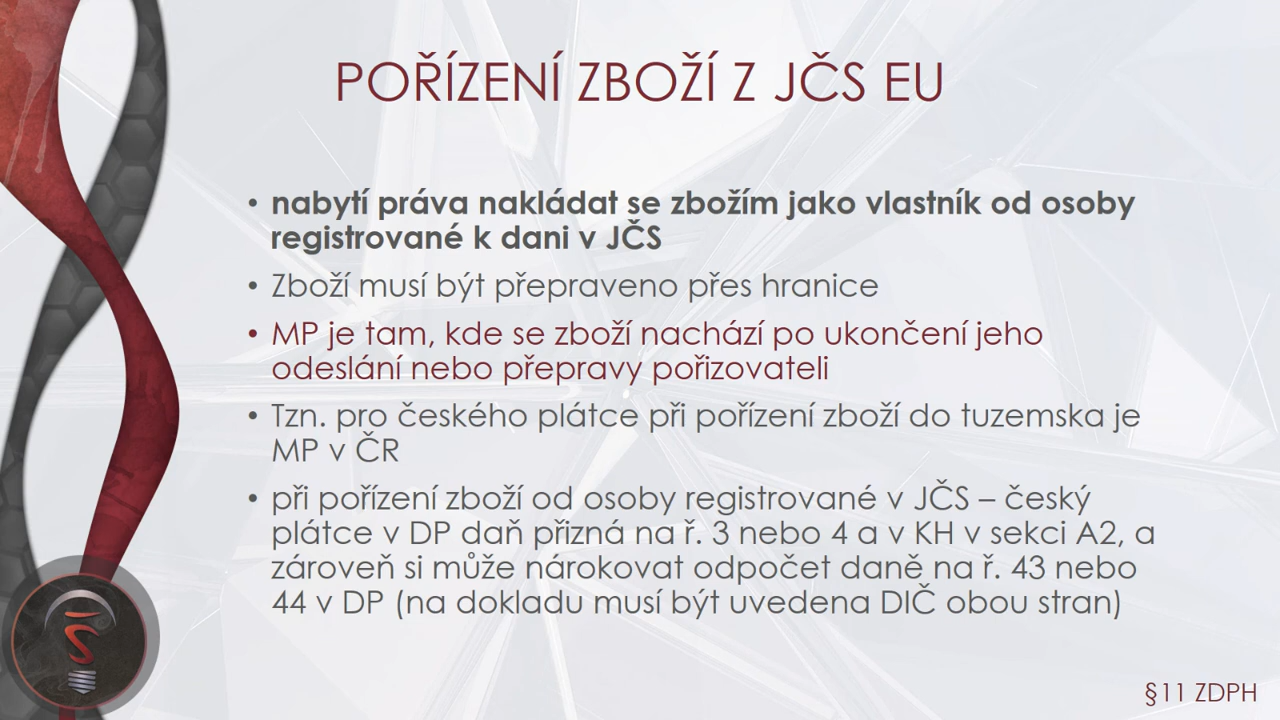 POŘÍZENÍ ZBOŽÍ Z JČS EU
• nabytí práva nakládat se zbožím jako vlastník od osoby
registrované k dani v JČS
• Zboží musí být přepraveno přes hranice
• MP je tam, kde se zboží nachází po ukončení jeho
odeslání nebo přepravy pořizovateli
• Tzn. pro českého plátce při pořízení zboží do tuzemska je
MP v ČR
• při pořízení zboží od osoby registrované v JČS – český
plátce v DP daň přizná na ř. 3 nebo 4 a v KH v sekci A2, a
zároveň si může nárokovat odpočet daně na ř. 43 nebo
44 v DP (na dokladu musí být uvedena DIČ obou stran)
§11 ZDPH